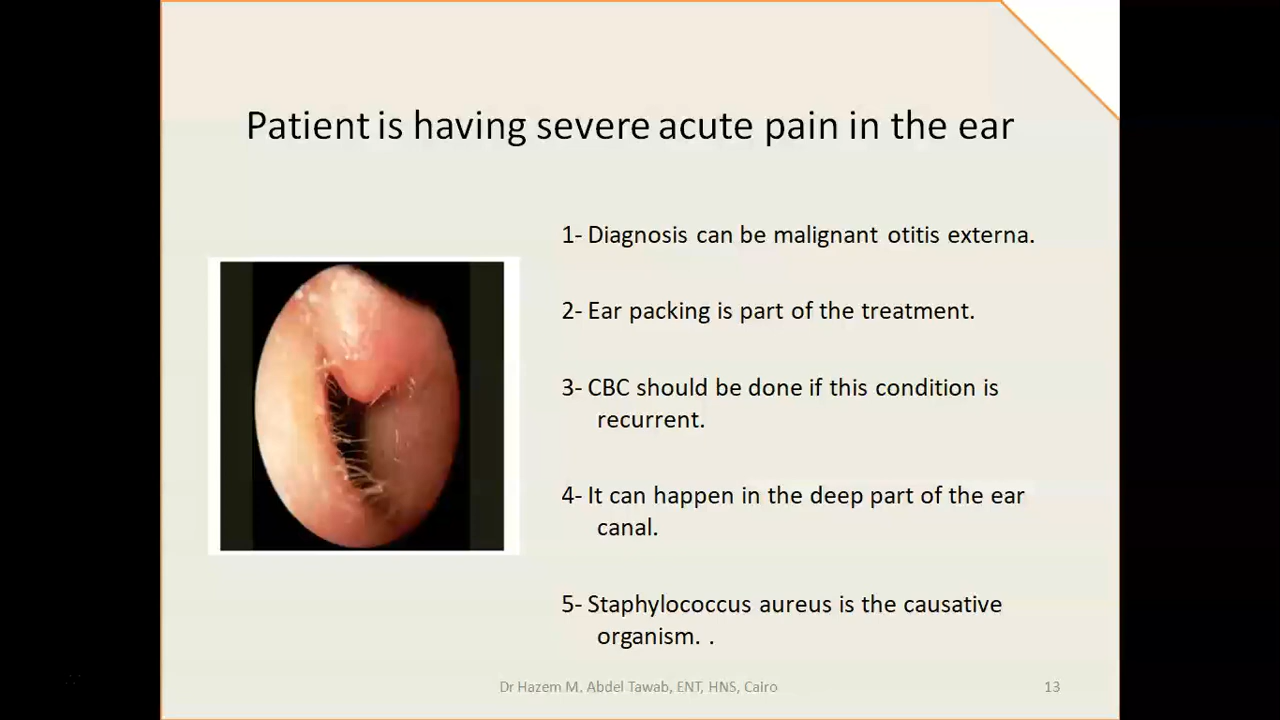 Patient is having severe acute pain in the ear
1- Diagnosis can be malignant otitis externa.
2- Ear packing is part of the treatment.
3- CBC should be done if this condition is
recurrent.
4- It can happen in the deep part of the ear
canal.
5- Staphylococcus aureus is the causative
organism. .
Dr Hazem M. Abdel Tawab, ENT, HNS, Cairo
13